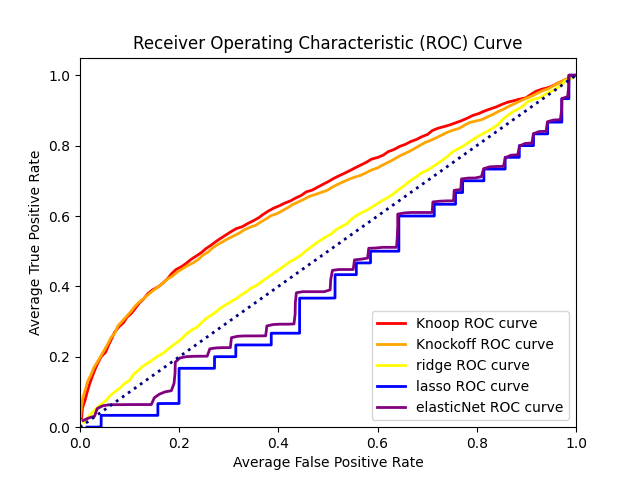 Receiver Operating Characteristic (ROC) Curve
Average True Positive Rate
1.0
0.8
0.6
0.4
0.2
0.0
Knoop ROC curve
Knockoff ROC curve
ridge ROC curve
lasso ROC curve
elasticNet ROC curve
0.0 0.2 0.4 0.6 0.8 1.0
Average False Positive Rate